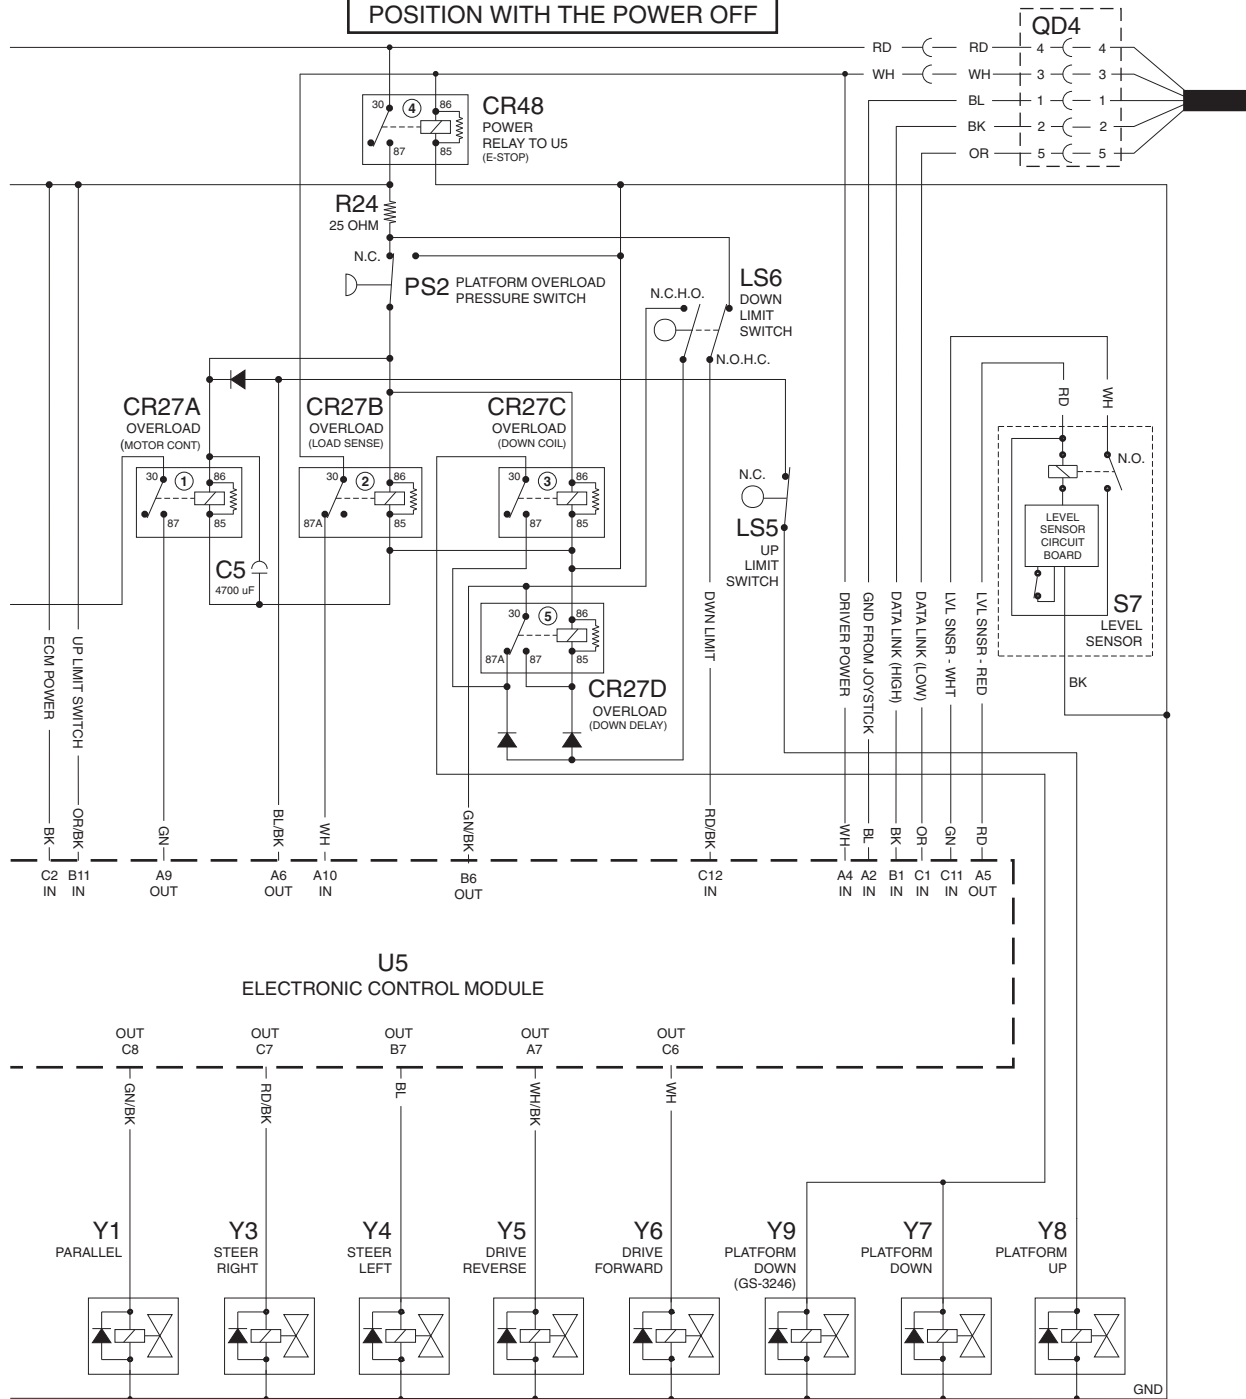 POSITION WITH THE POWER OFF
QD4
RD RD 4 4
WH WH 3 3
BL 1 1
BK 2 2
OR 5 5
30 4 86
87 85
CR48
POWER
RELAY TO U5
(E-STOP)
R24
25 OHM
N.C.
PS2 PLATFORM OVERLOAD
PRESSURE SWITCH
LS6
DOWN
LIMIT
SWITCH
N.C.H.O.
N.O.H.C.
CR27A
OVERLOAD
(MOTOR CONT)
CR27B
OVERLOAD
(LOAD SENSE)
CR27C
OVERLOAD
(DOWN COIL)
30 1 86
87 85
30 2 86
87A 85
30 3 86
87 85
C5
4700 uF
N.C.
LS5
UP
LIMIT
SWITCH
RD
WH
N.O.
LEVEL
SENSOR
CIRCUIT
BOARD
S7
LEVEL
SENSOR
BK
30 5 86
87A 87 85
CR27D
OVERLOAD
(DOWN DELAY)
ECM POWER
UP LIMIT SWITCH
DWN LIMIT
DRIVER POWER
GND FROM JOYSTICK
DATA LINK (HIGH)
DATA LINK (LOW)
LVL SNSR - WHT
LVL SNSR - RED
BK
OR/BK
GN
BL/BK
WH
GN/BK
RD/BK
WH
BL
BK
OR
GN
RD
C2 B11 A9 A6 A10 B6 C12 A4 A2 B1 C1 C11 A5
IN IN OUT OUT IN OUT IN IN IN IN IN IN OUT
U5
ELECTRONIC CONTROL MODULE
OUT OUT OUT OUT OUT
C8 C7 B7 A7 C6
GN/BK
RD/BK
BL
WH/BK
WH
Y1
PARALLEL
Y3
STEER
RIGHT
Y4
STEER
LEFT
Y5
DRIVE
REVERSE
Y6
DRIVE
FORWARD
Y9
PLATFORM
DOWN
(GS-3246)
Y7
PLATFORM
DOWN
Y8
PLATFORM
UP
GND